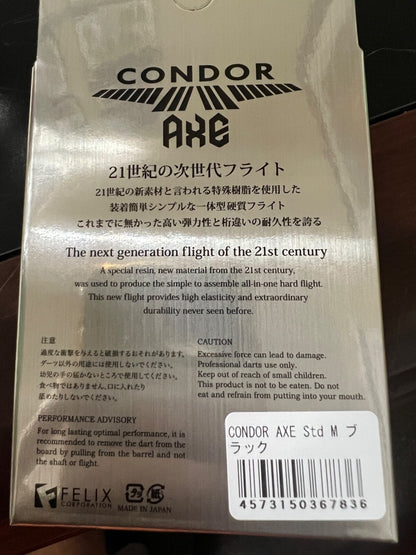 CONDOR
AXE
21世紀の次世代フライト
21世紀の新素材と言われる特殊樹脂を使用した
装着簡単シンプルな一体型硬質フライト
これまでに無かった高い弾力性と桁違いの耐久性を誇る
The next generation flight of the 21st century
A special resin, new material from the 21st century,
was used to produce the simple to assemble all-in-one hard flight.
This new flight provides high elasticity and extraordinary
durability never seen before.
注意
過度な衝撃を与えると破損するおそれがあります。
ダーツ以外の用途には使用しないでください。
幼児の手の届かないところで使用してください。
食べ物ではありません。口に入れたり
舐めたりしないでください。
CAUTION
Excessive force can lead to damage.
Professional darts use only.
Keep out of reach of small children.
This product is not to be eaten. Do not
eat and refrain from putting into your mouth.
PERFORMANCE ADVISORY
For long lasting optimal performance, it is
recommended to remove the dart from the
board by pulling from the barrel and not
the shaft or flight.
FELIX
CORPORATION
プラ
紙
MADE IN JAPAN
CONDOR AXE Std M ブ
ラック
4573150367836